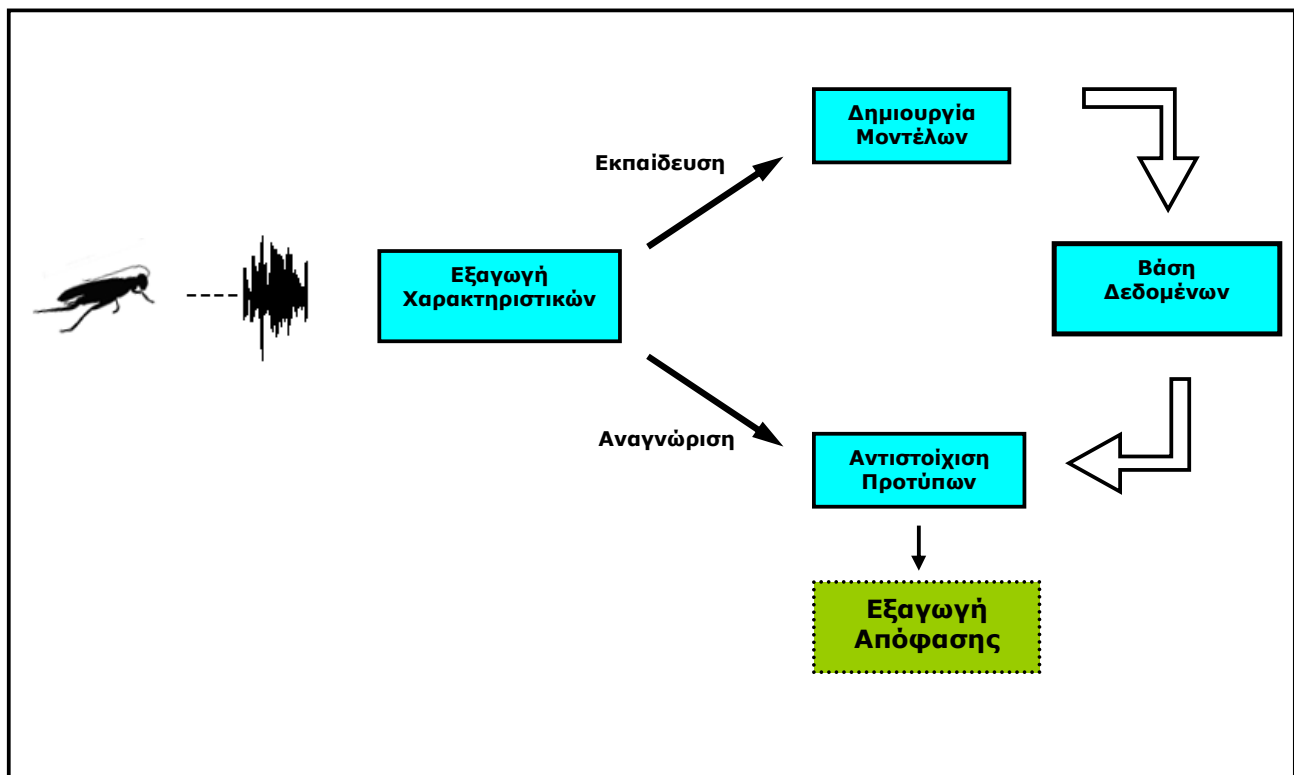 Δημιουργία
Μοντέλων
Εκπαίδευση
Εξαγωγή
Χαρακτηριστικών
Βάση
Δεδομένων
Αναγνώριση
Αντιστοίχιση
Προτύπων
Εξαγωγή
Απόφασης